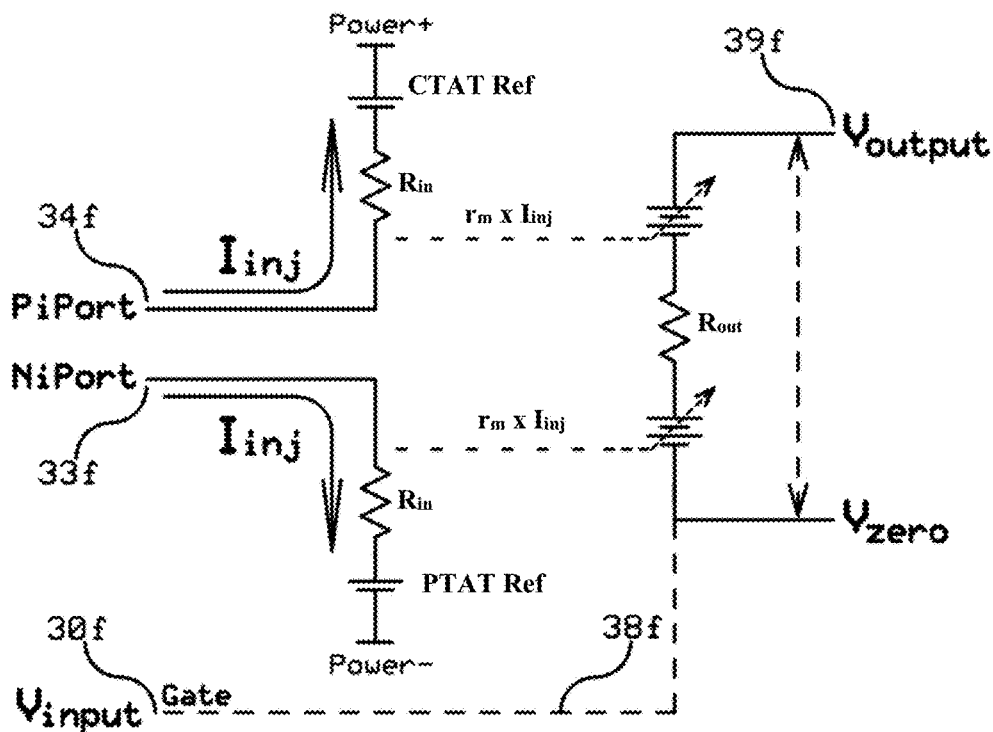 Power+
39f
CTAT Ref
Voutput
Rin
34f
rm x Iinj
Iinj
PiPort
Rout
NiPort
rm x Iinj
Iinj
33f
Rin
Vzero
PTAT Ref
30f
38f
Power-
Gate
Vinput